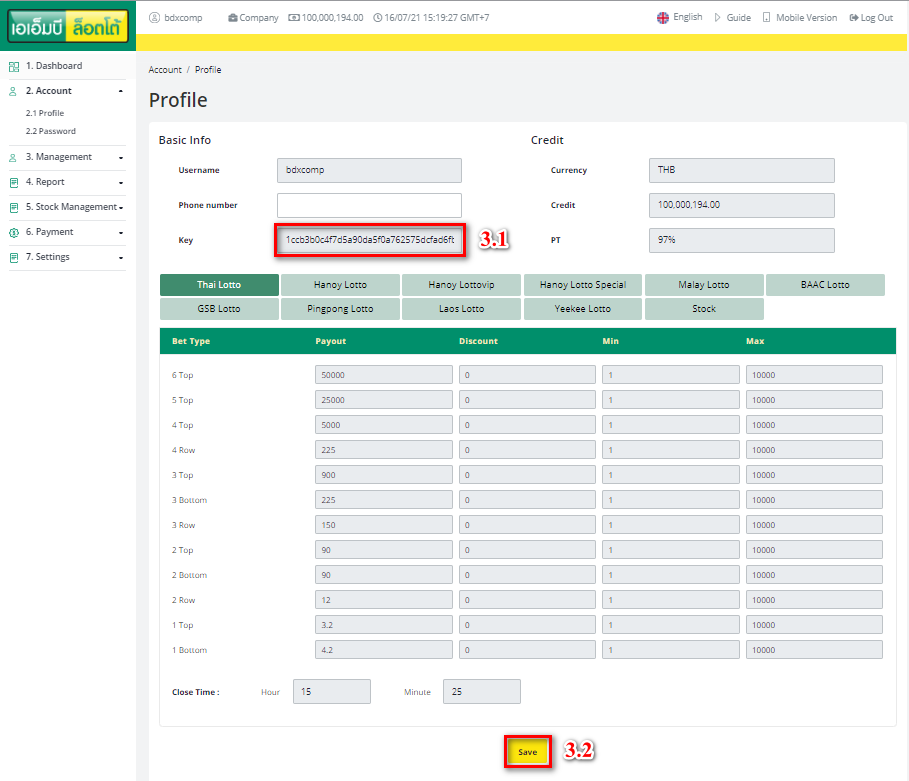 เอเอ็มบี ล็อตโต้
bdxcomp Company 100,000,194.00 16/07/21 15:19:27 GMT+7 English Guide Mobile Version Log Out
1. Dashboard
2. Account
2.1 Profile
2.2 Password
3. Management
4. Report
5. Stock Management
6. Payment
7. Settings
Account / Profile
Profile
Basic Info
Username bdxcomp
Phone number
Key 1ccb3b0c4f7d5a90da5f0a762575dcfad6ft 3.1
Credit
Currency THB
Credit 100,000,194.00
PT 97%
Thai Lotto Hanoy Lotto Hanoy Lottovip Hanoy Lotto Special Malay Lotto BAAC Lotto
GSB Lotto Pingpong Lotto Laos Lotto Yeekee Lotto Stock
Bet Type Payout Discount Min Max
6 Top 50000 0 1 10000
5 Top 25000 0 1 10000
4 Top 5000 0 1 10000
4 Row 225 0 1 10000
3 Top 900 0 1 10000
3 Bottom 225 0 1 10000
3 Row 150 0 1 10000
2 Top 90 0 1 10000
2 Bottom 90 0 1 10000
2 Row 12 0 1 10000
1 Top 3.2 0 1 10000
1 Bottom 4.2 0 1 10000
Close Time : Hour 15 Minute 25
Save 3.2